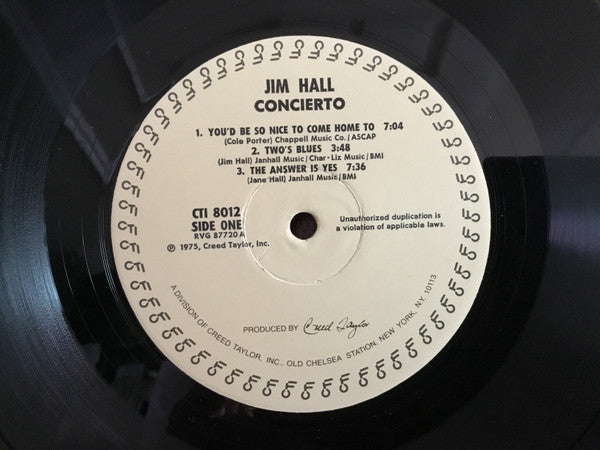 JIM HALL
CONCIERTO
1. YOU'D BE SO NICE TO COME HOME TO 7:04
(Cole Porter) Chappell Music Co./ASCAP
2. TWO'S BLUES 3:48
(Jim Hall) Janhall Music/Char-Liz Music/BMI
3. THE ANSWER IS YES 7:36
(Jane Hall) Janhall Music/BMI
CTI 8012
SIDE ONE
RVG 87720 A
℗ 1975, Creed Taylor, Inc.
Unauthorized duplication is
a violation of applicable laws.
PRODUCED BY Creed Taylor
A DIVISION OF CREED TAYLOR, INC., OLD CHELSEA STATION, NEW YORK, NY. 10113